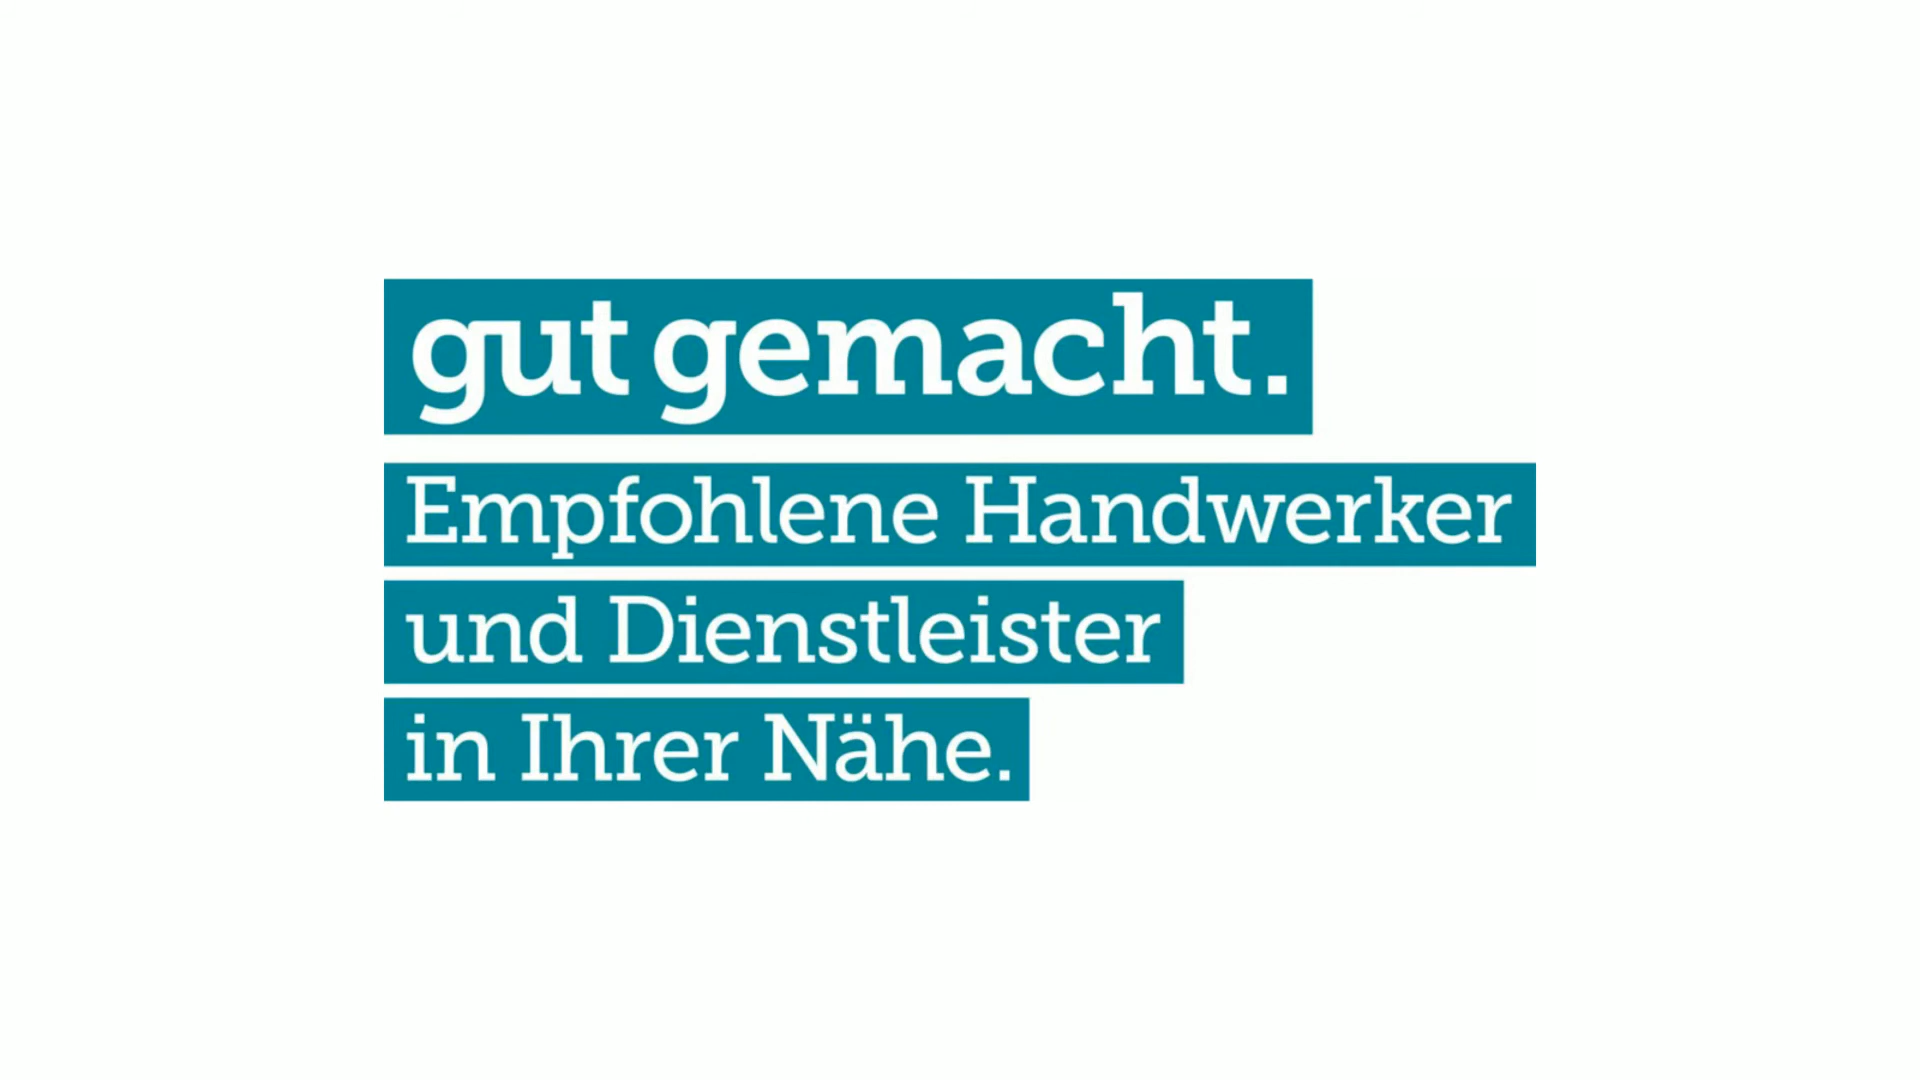 gut gemacht.
Empfohlene Handwerker
und Dienstleister
in Ihrer Nähe.